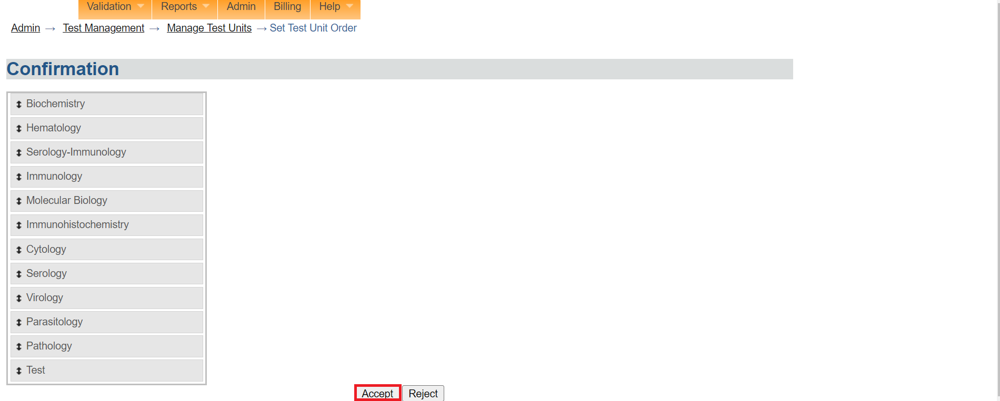 Validation Reports Admin Billing Help
Admin → Test Management → Manage Test Units → Set Test Unit Order
Confirmation
Biochemistry
Hematology
Serology-Immunology
Immunology
Molecular Biology
Immunohistochemistry
Cytology
Serology
Virology
Parasitology
Pathology
Test
Accept Reject